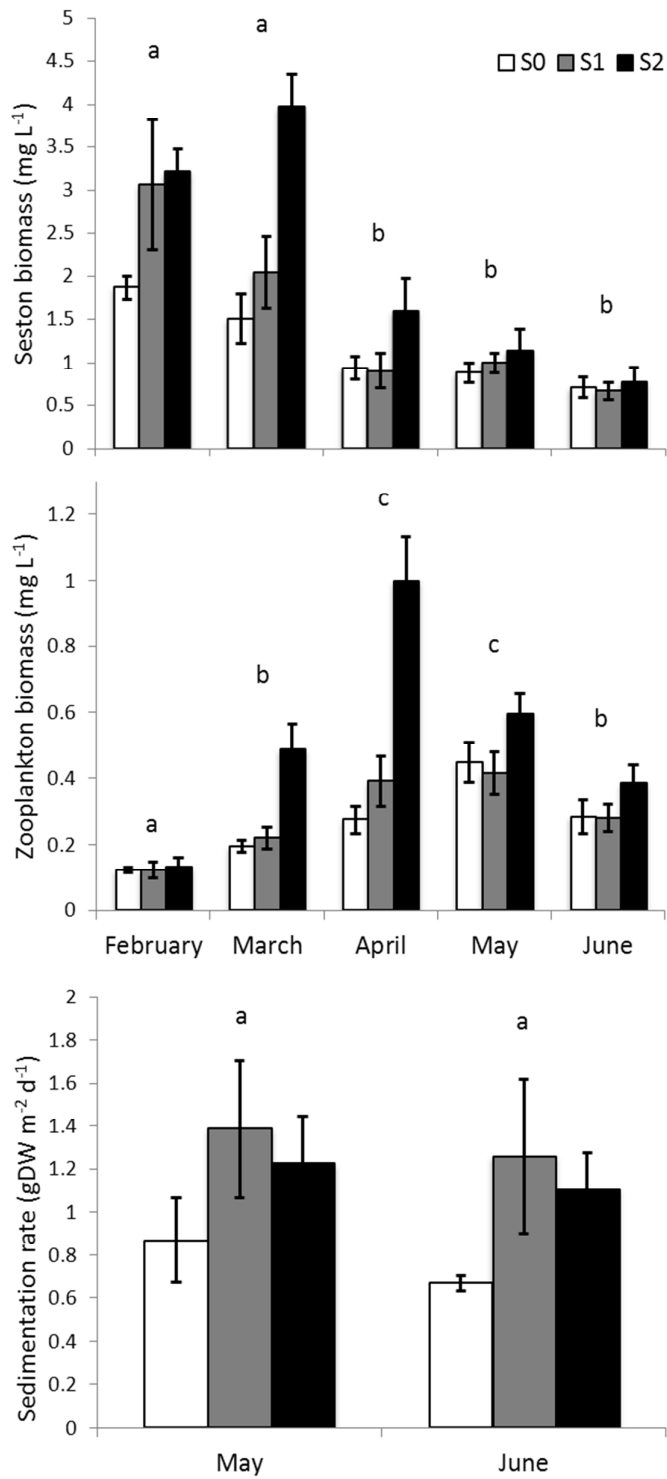 Seston biomass (mg L-1)
5
4.5
4
3.5
3
2.5
2
1.5
1
0.5
0
a
a
b
b
b
S0 S1 S2
Zooplankton biomass (mg L-1)
1.2
1
0.8
0.6
0.4
0.2
0
a
b
c
c
b
February March April May June
Sedimentation rate (gDW m-2 d-1)
2
1.8
1.6
1.4
1.2
1
0.8
0.6
0.4
0.2
0
a
a
May June